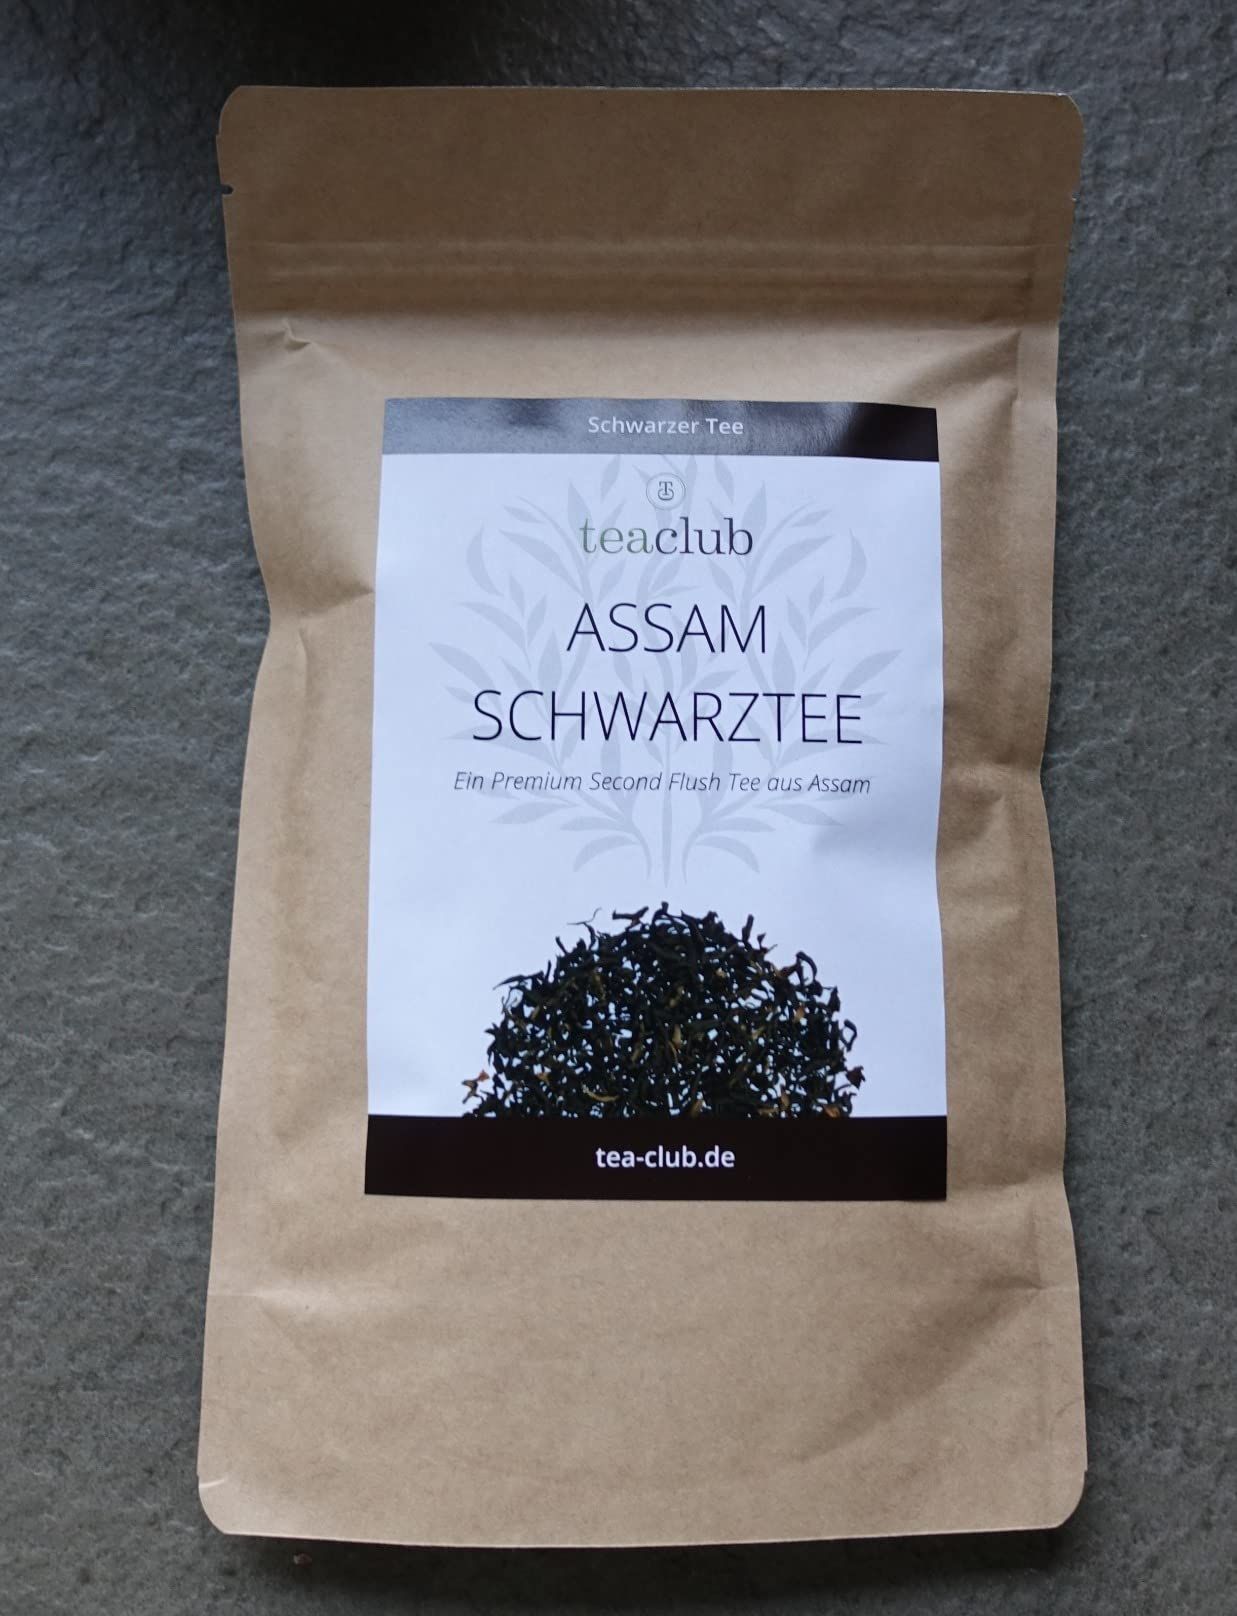 Schwarzer Tee
teaclub
ASSAM
SCHWARZTEE
Ein Premium Second Flush Tee aus Assam
tea-club.de